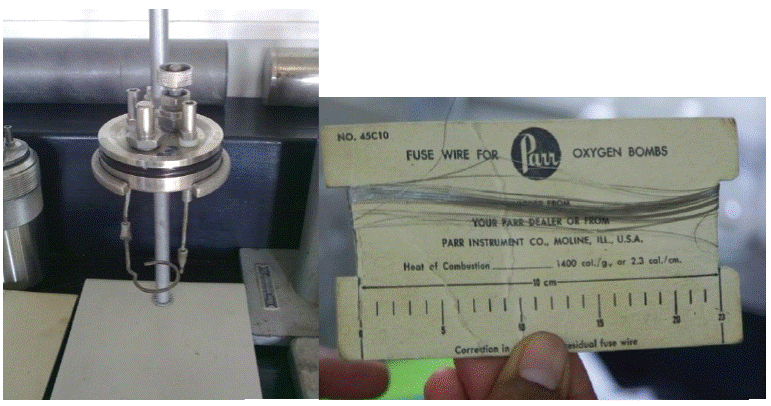 NO. 45C10
FUSE WIRE FOR Parr OXYGEN BOMBS
FROM
YOUR PARR DEALER OR FROM
PARR INSTRUMENT CO., MOLINE, ILL., U.S.A.
Heat of Combustion 1400 cal./g. or 2.3 cal./cm.
10 cm
5 10 15 20 23
Correction in residual fuse wire